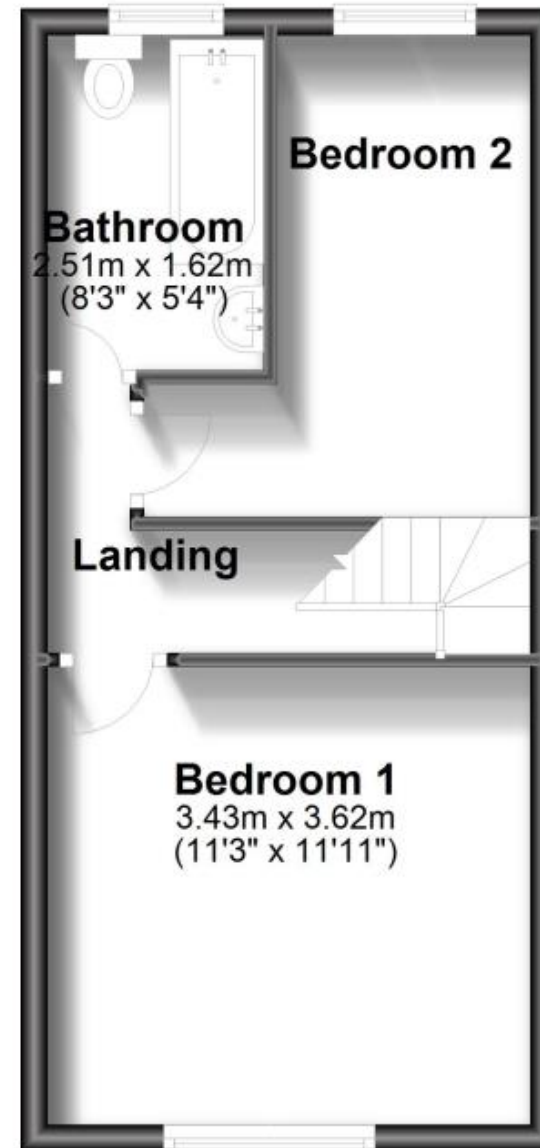 Bedroom 2
Bathroom
2.51m x 1.62m
(8'3" x 5'4")
Landing
Bedroom 1
3.43m x 3.62m
(11'3" x 11'11")